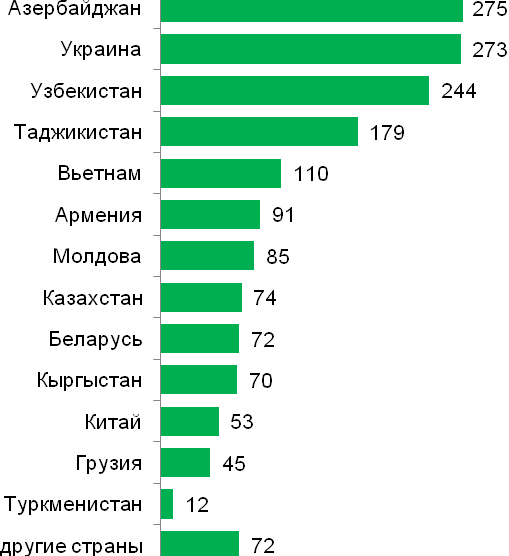 Азербайджан 275
Украина 273
Узбекистан 244
Таджикистан 179
Вьетнам 110
Армения 91
Молдова 85
Казахстан 74
Беларусь 72
Кыргыстан 70
Китай 53
Грузия 45
Туркменистан 12
другие страны 72